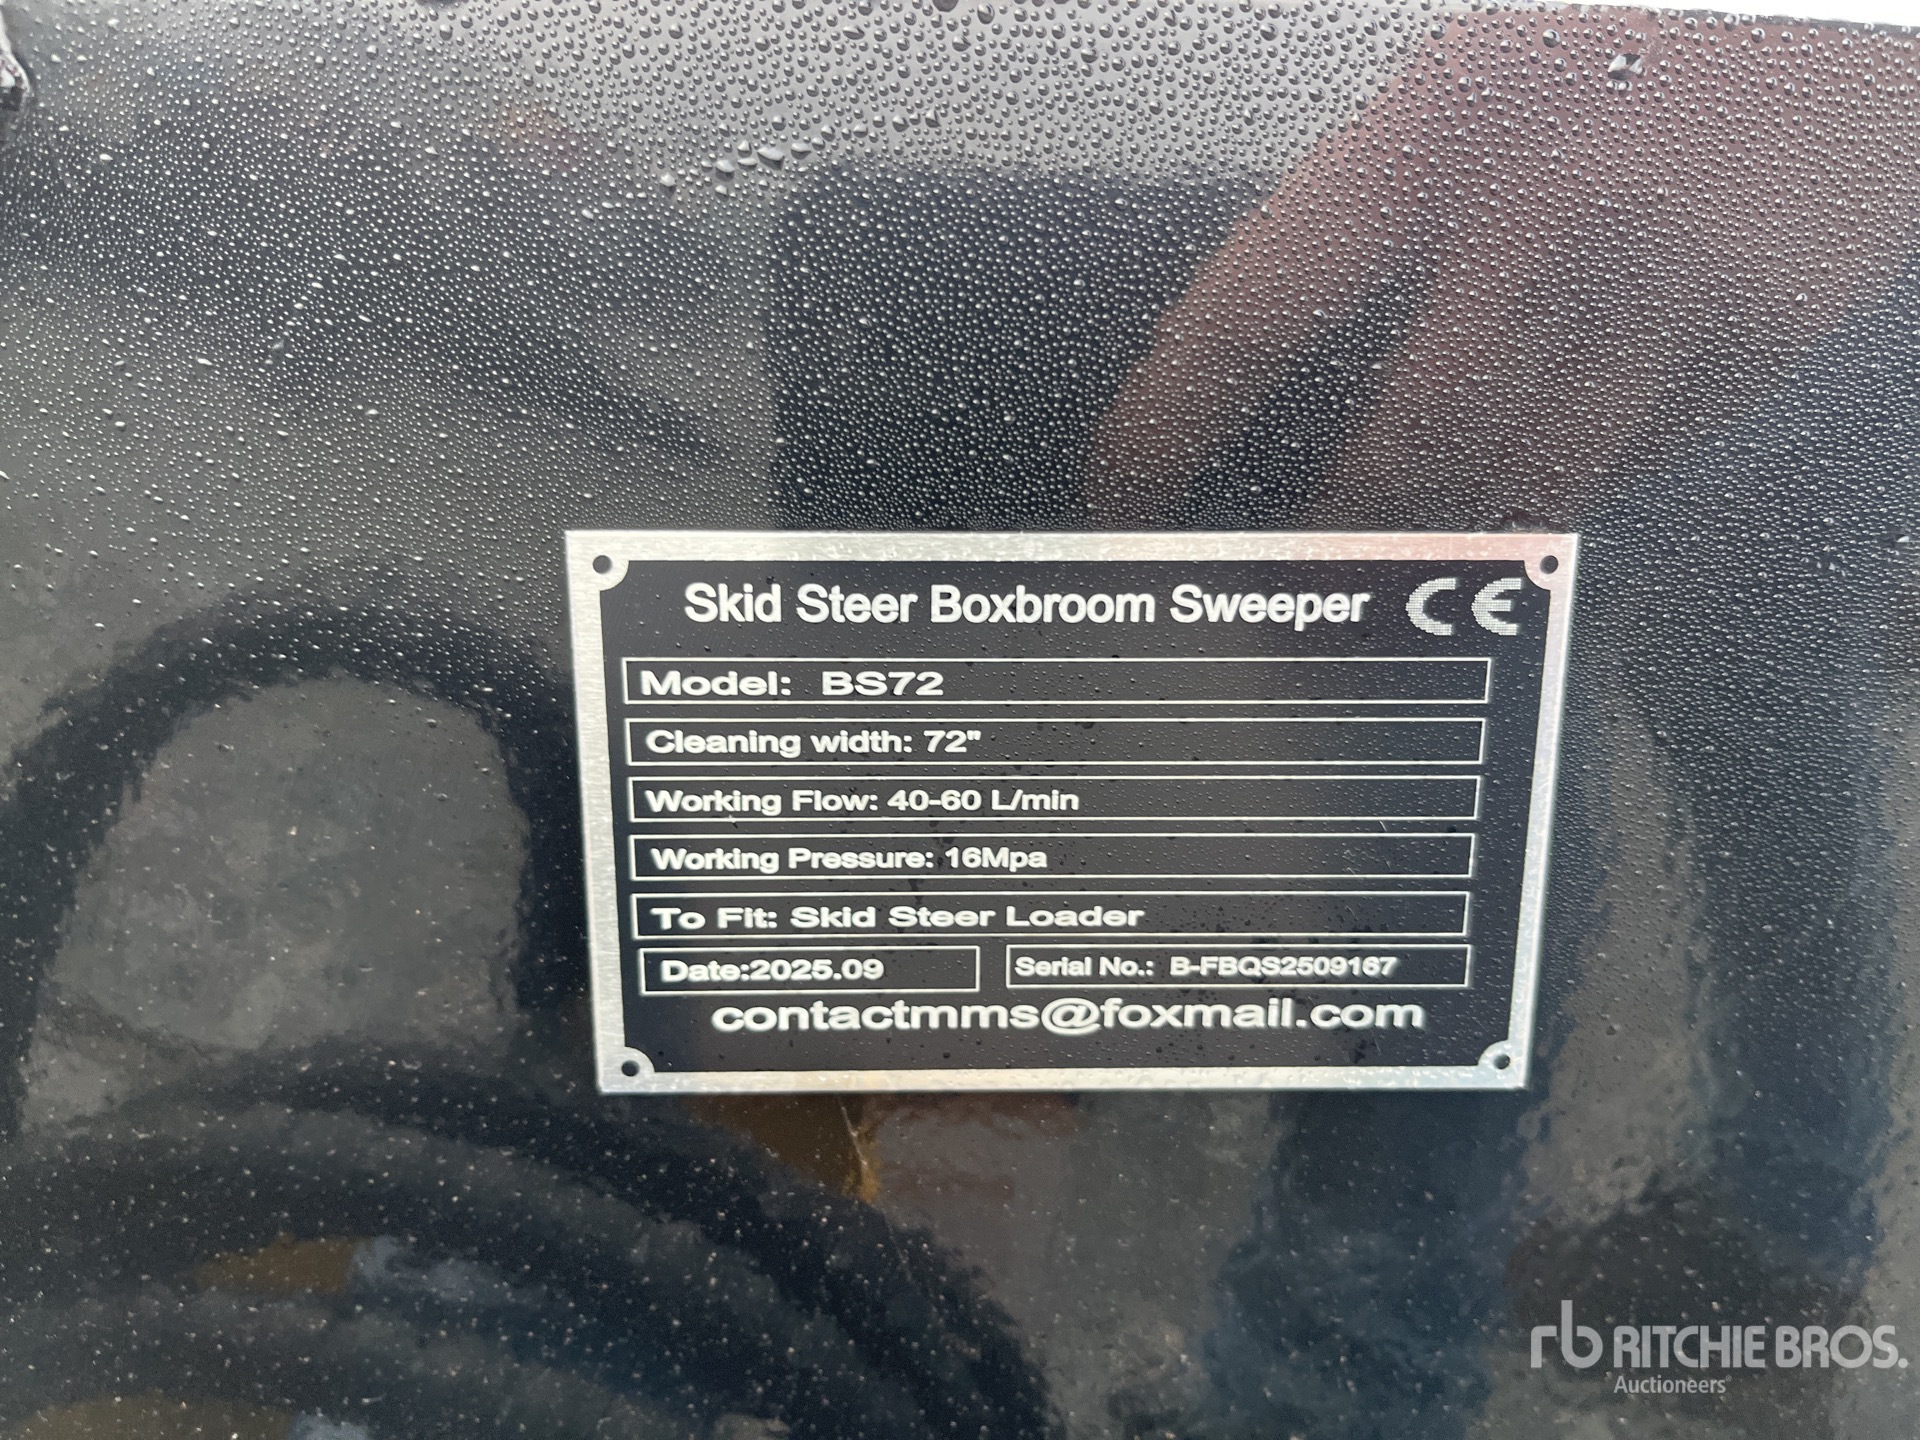 Skid Steer Boxbroom Sweeper CE
Model: BS72
Cleaning width: 72"
Working Flow: 40-60 L/min
Working Pressure: 16Mpa
To Fit: Skid Steer Loader
Date:2025.09 Serial No.: B-FBQS2509167
contactmms@foxmail.com
rb RITCHIE BROS.
Auctioneers